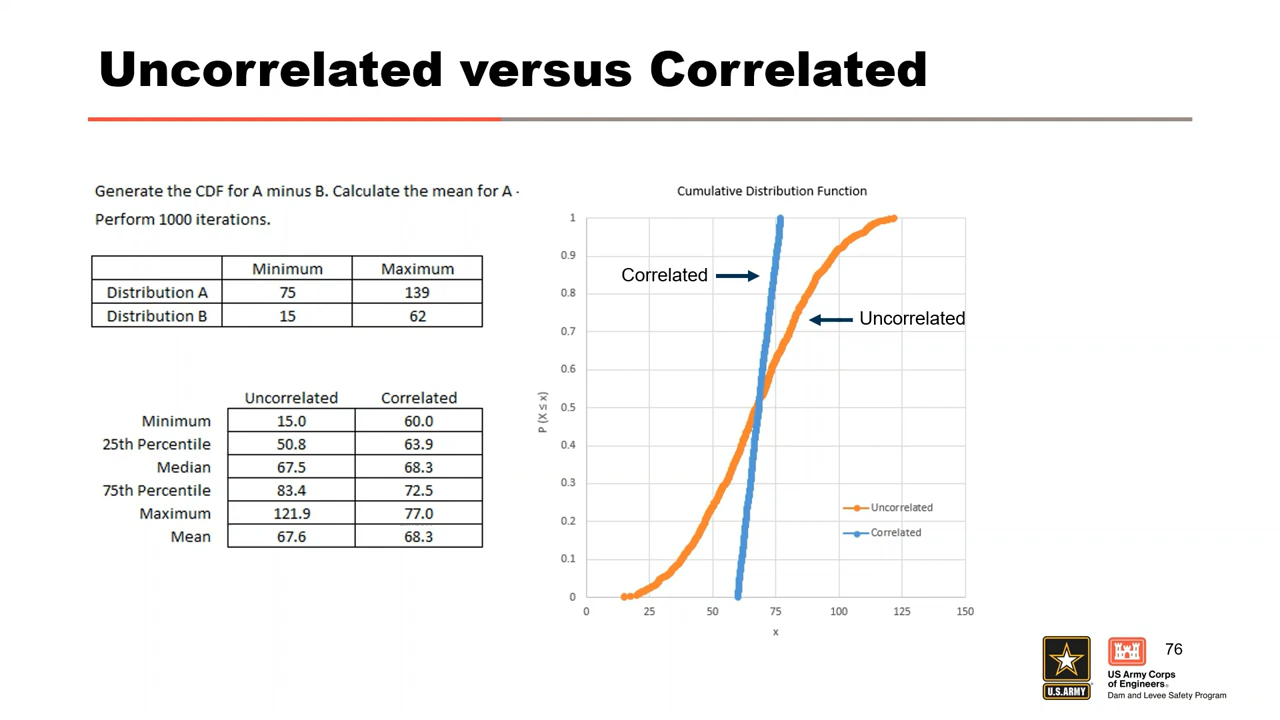 Uncorrelated versus Correlated
Generate the CDF for A minus B. Calculate the mean for A -
Perform 1000 iterations.
Minimum Maximum
Distribution A 75 139
Distribution B 15 62
Uncorrelated Correlated
Minimum 15.0 60.0
25th Percentile 50.8 63.9
Median 67.5 68.3
75th Percentile 83.4 72.5
Maximum 121.9 77.0
Mean 67.6 68.3
Cumulative Distribution Function
1
0.9
0.8
0.7
0.6
0.5
0.4
0.3
0.2
0.1
0
P (X ≤ x)
Correlated
Uncorrelated
Uncorrelated
Correlated
0 25 50 75 100 125 150
x
U.S.ARMY
US Army Corps
of Engineers®
Dam and Levee Safety Program
76